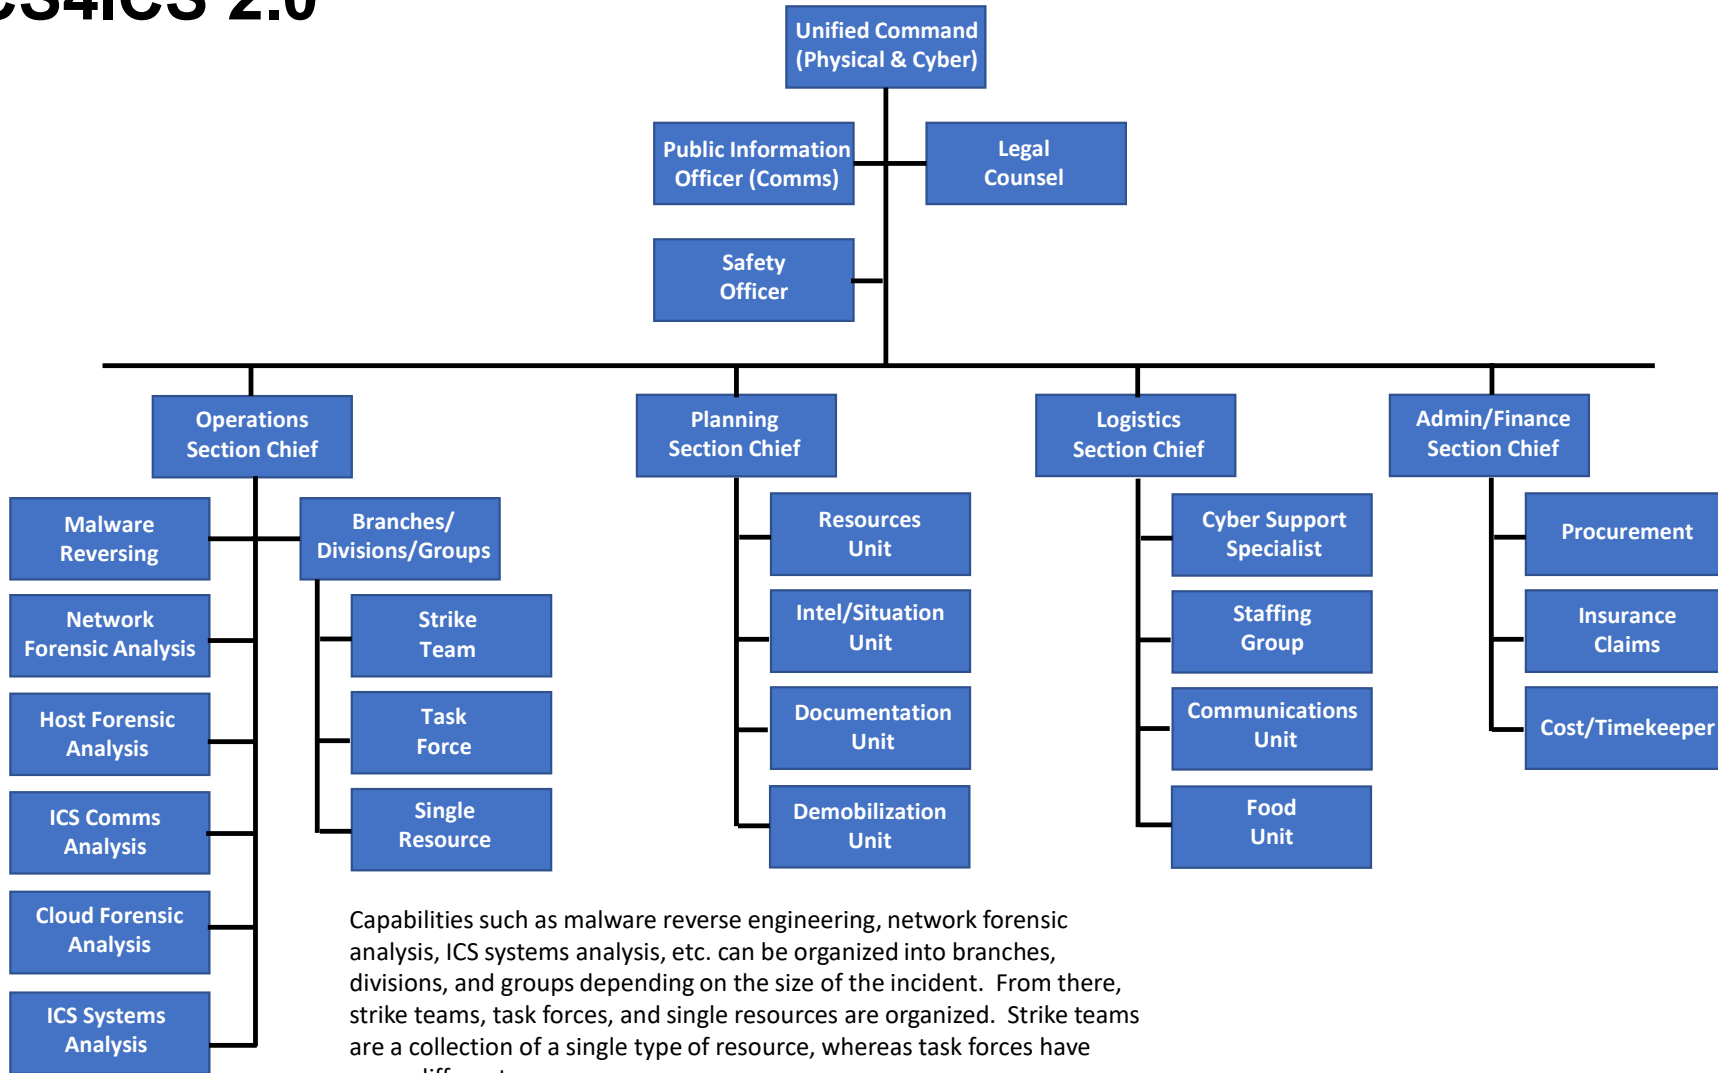 CS4ICS 2.0
Unified Command
(Physical & Cyber)
Public Information
Officer (Comms)
Legal
Counsel
Safety
Officer
Operations
Section Chief
Planning
Section Chief
Logistics
Section Chief
Admin/Finance
Section Chief
Malware
Reversing
Network
Forensic Analysis
Host Forensic
Analysis
ICS Comms
Analysis
Cloud Forensic
Analysis
ICS Systems
Analysis
Branches/
Divisions/Groups
Strike
Team
Task
Force
Single
Resource
Resources
Unit
Intel/Situation
Unit
Documentation
Unit
Demobilization
Unit
Cyber Support
Specialist
Staffing
Group
Communications
Unit
Food
Unit
Procurement
Insurance
Claims
Cost/Timekeeper
Capabilities such as malware reverse engineering, network forensic
analysis, ICS systems analysis, etc. can be organized into branches,
divisions, and groups depending on the size of the incident.  From there,
strike teams, task forces, and single resources are organized.  Strike teams
are a collection of a single type of resource, whereas task forces have